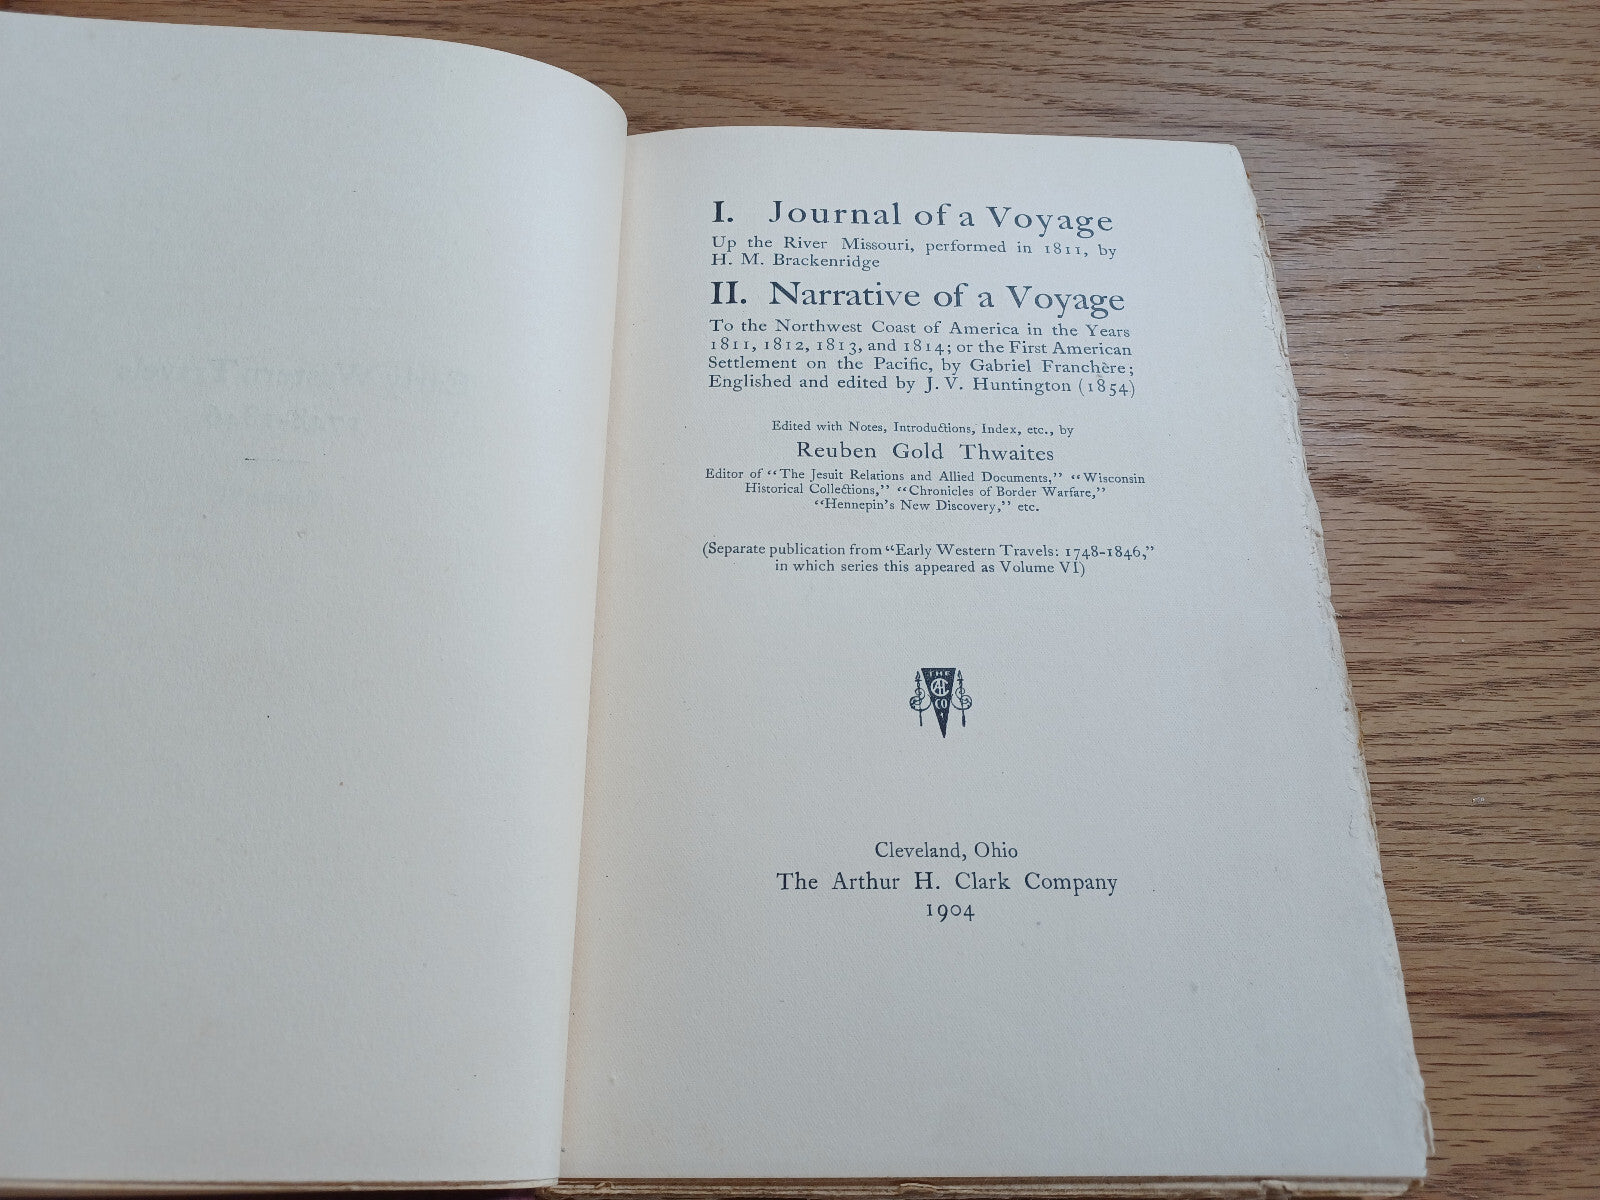 I. Journal of a Voyage
Up the River Missouri, performed in 1811, by
H. M. Brackenridge
II. Narrative of a Voyage
To the Northwest Coast of America in the Years
1811, 1812, 1813, and 1814; or the First American
Settlement on the Pacific, by Gabriel Franchère;
Englished and edited by J. V. Huntington (1854)
Edited with Notes, Introductions, Index, etc., by
Reuben Gold Thwaites
Editor of "The Jesuit Relations and Allied Documents," "Wisconsin
Historical Collections," "Chronicles of Border Warfare,"
"Hennepin's New Discovery," etc.
(Separate publication from "Early Western Travels: 1748-1846,"
in which series this appeared as Volume VI)
THE
AHC
CO
Cleveland, Ohio
The Arthur H. Clark Company
1904